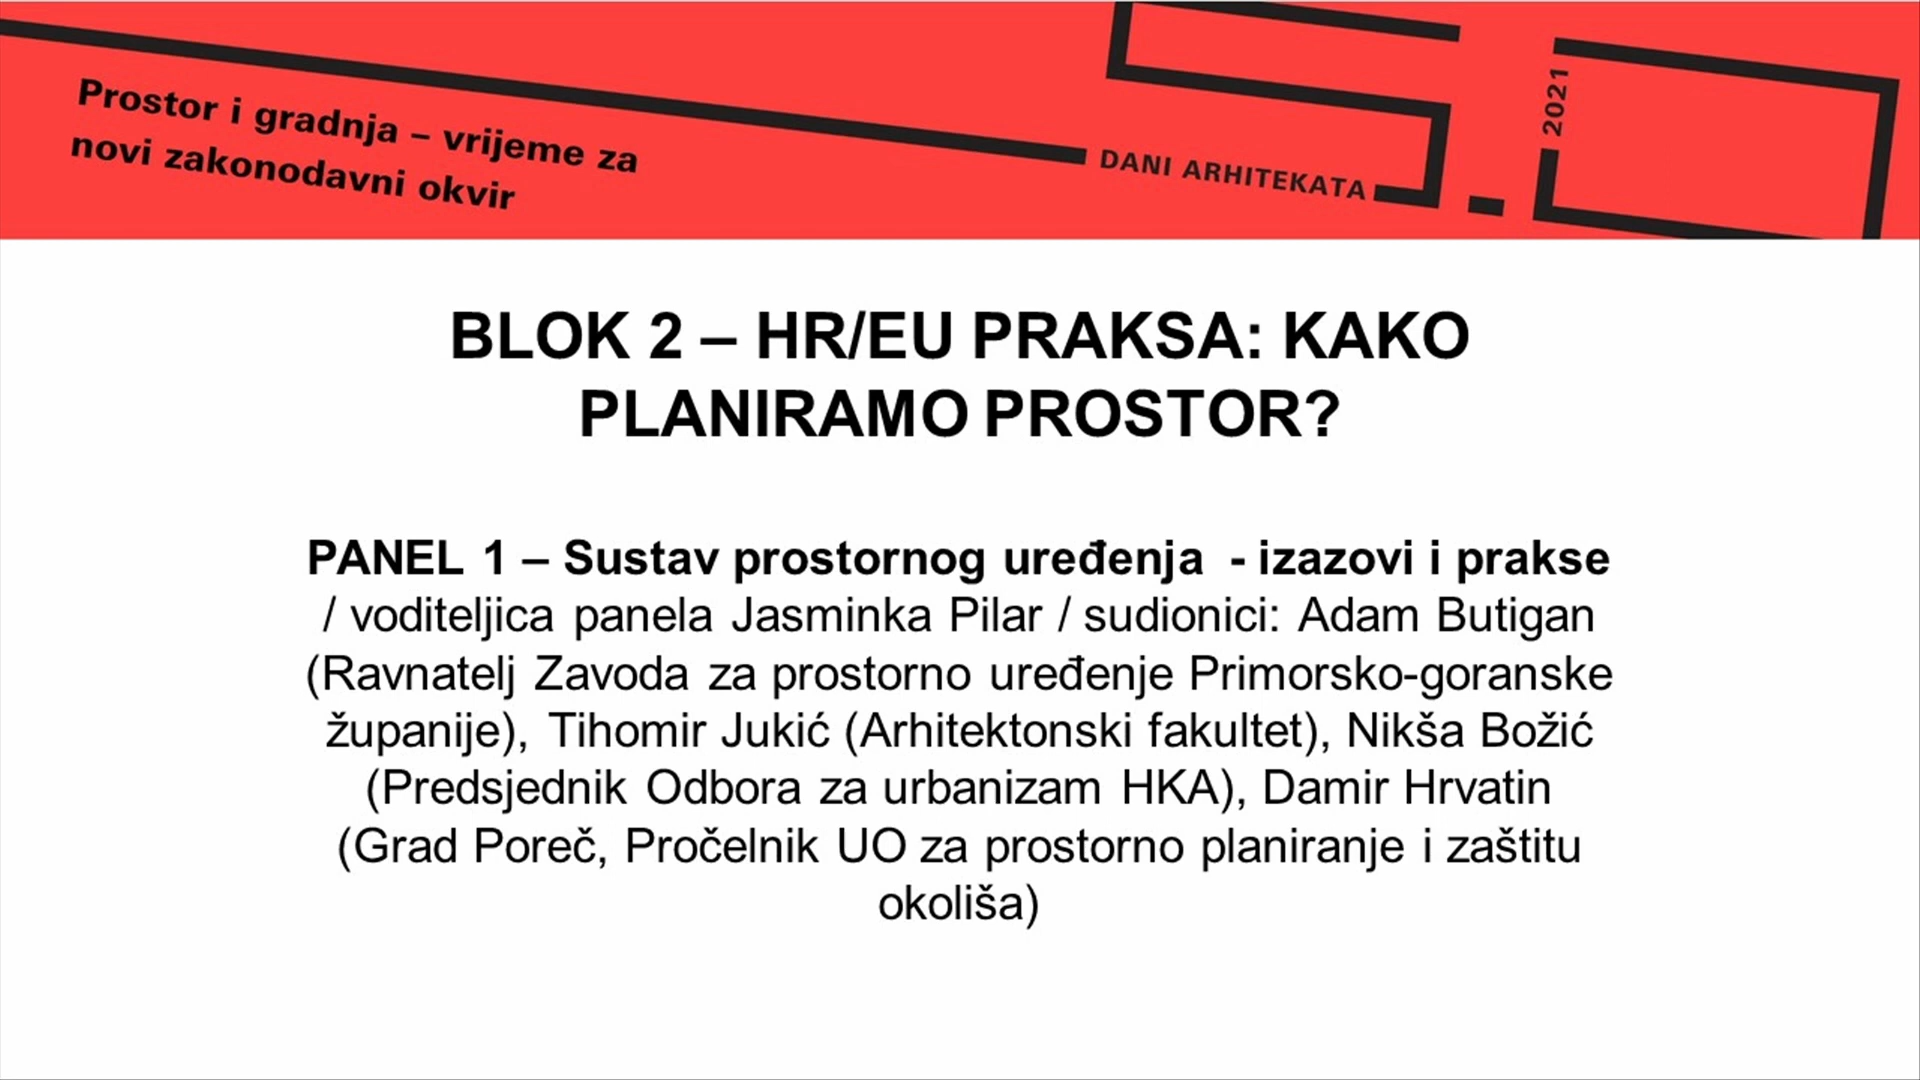 Prostor i gradnja – vrijeme za
novi zakonodavni okvir
DANI ARHITEKATA
2021
BLOK 2 – HR/EU PRAKSA: KAKO
PLANIRAMO PROSTOR?
PANEL 1 – Sustav prostornog uređenja - izazovi i prakse
/ voditeljica panela Jasminka Pilar / sudionici: Adam Butigan
(Ravnatelj Zavoda za prostorno uređenje Primorsko-goranske
županije), Tihomir Jukić (Arhitektonski fakultet), Nikša Božić
(Predsjednik Odbora za urbanizam HKA), Damir Hrvatin
(Grad Poreč, Pročelnik UO za prostorno planiranje i zaštitu
okoliša)